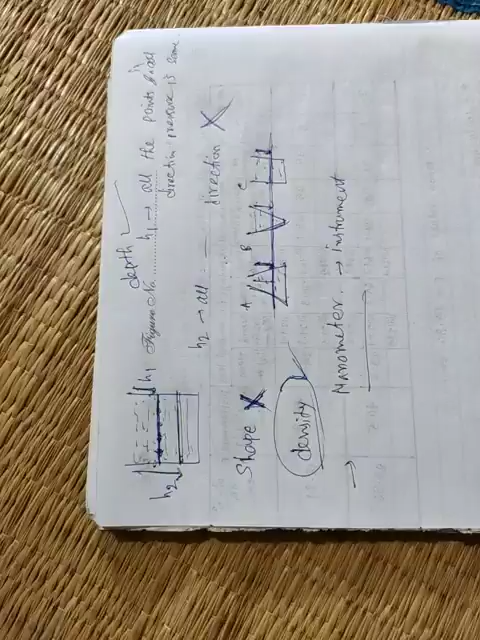 depth ✓
h2 h1 Figure No. h1 → all the points & all
direction pressure is same.
h2 → all — direction X
Shape X A B C
density ✓
→ Manometer. → instrument